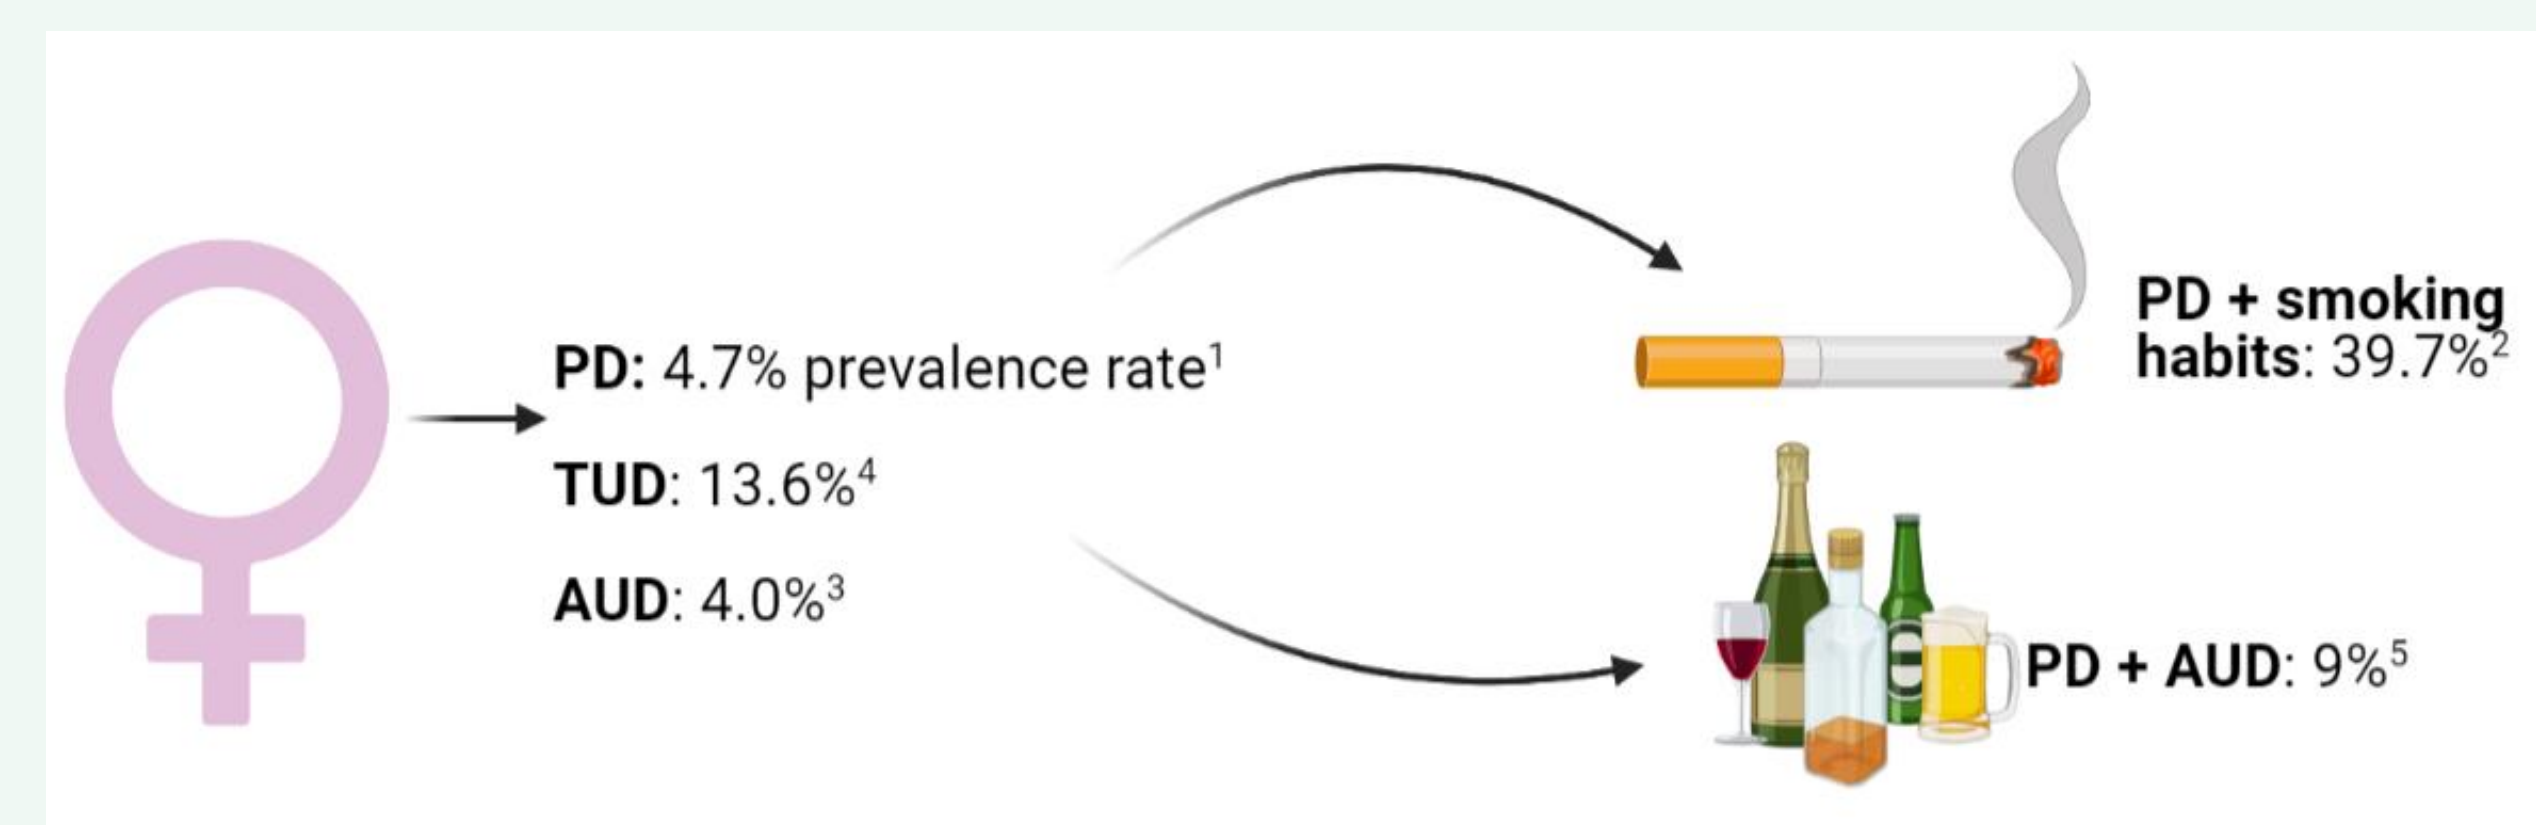 PD: 4.7% prevalence rate¹
TUD: 13.6%⁴
AUD: 4.0%³
PD + smoking
habits: 39.7%²
PD + AUD: 9%⁵